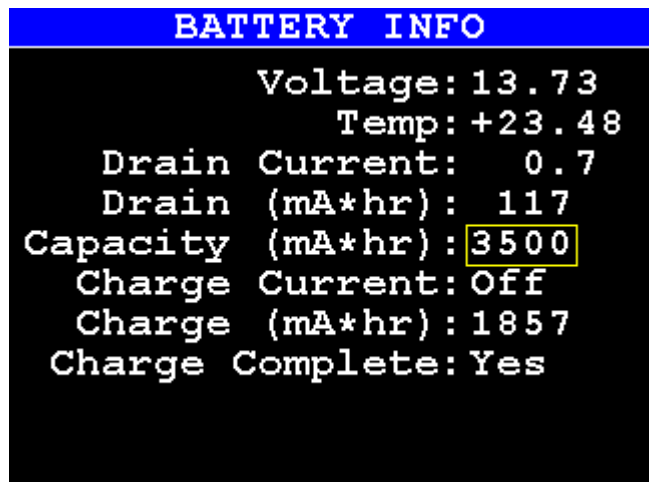 BATTERY INFO
Voltage:13.73
Temp:+23.48
Drain Current: 0.7
Drain (mA*hr): 117
Capacity (mA*hr):3500
Charge Current:Off
Charge (mA*hr):1857
Charge Complete:Yes